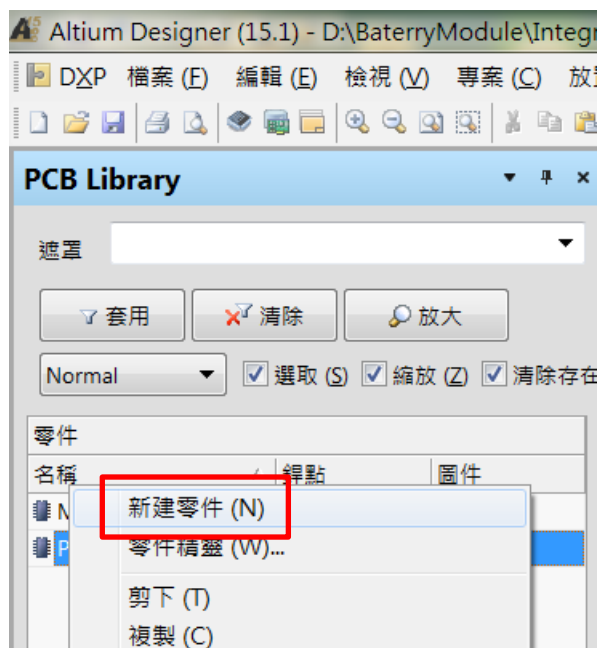 Altium Designer (15.1) - D:\BaterryModule\Integr
DXP 檔案 (F) 編輯 (E) 檢視 (V) 專案 (C) 放
PCB Library
遮罩
套用 清除 放大
Normal 選取 (S) 縮放 (Z) 清除存在
零件
名稱 銲點 圖件
N
新建零件 (N)
P
零件精靈 (W)...
剪下 (T)
複製 (C)